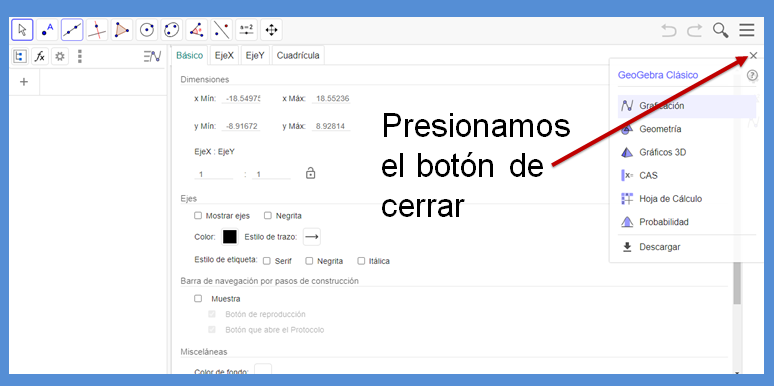 a=2
fx
Básico EjeX EjeY Cuadrícula
Dimensiones
x Mín: -18.54975 x Máx: 18.55236
y Mín: -8.91672 y Máx: 8.92814
EjeX : EjeY
1 : 1
Ejes
Mostrar ejes Negrita
Color: Estilo de trazo:
Estilo de etiqueta: Serif Negrita Itálica
Barra de navegación por pasos de construcción
Muestra
Botón de reproducción
Botón que abre el Protocolo
Misceláneas
Color de fondo:
Presionamos
el botón de
cerrar
GeoGebra Clásico
Graficación
Geometría
Gráficos 3D
CAS
Hoja de Cálculo
Probabilidad
Descargar